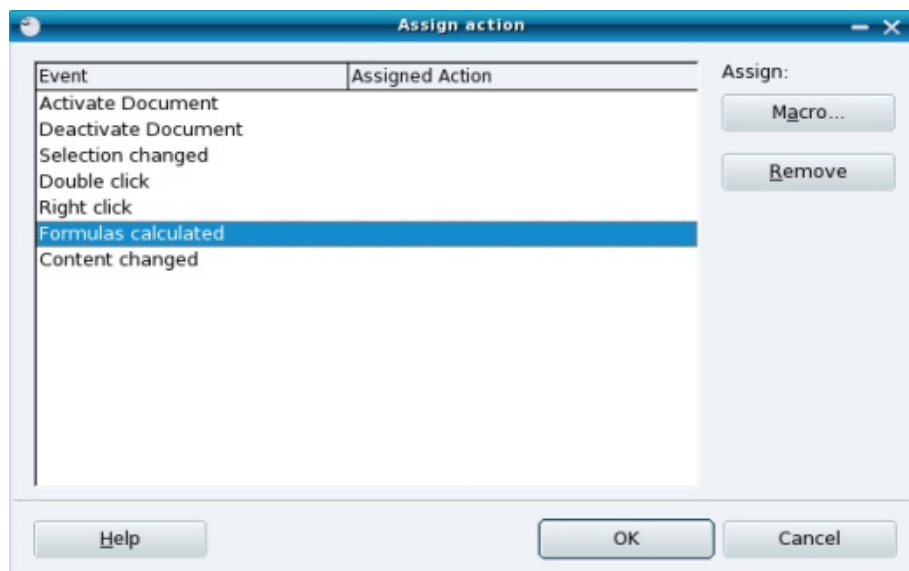 Assign action
Event Assigned Action
Activate Document
Deactivate Document
Selection changed
Double click
Right click
Formulas calculated
Content changed
Assign:
Macro...
Remove
Help OK Cancel